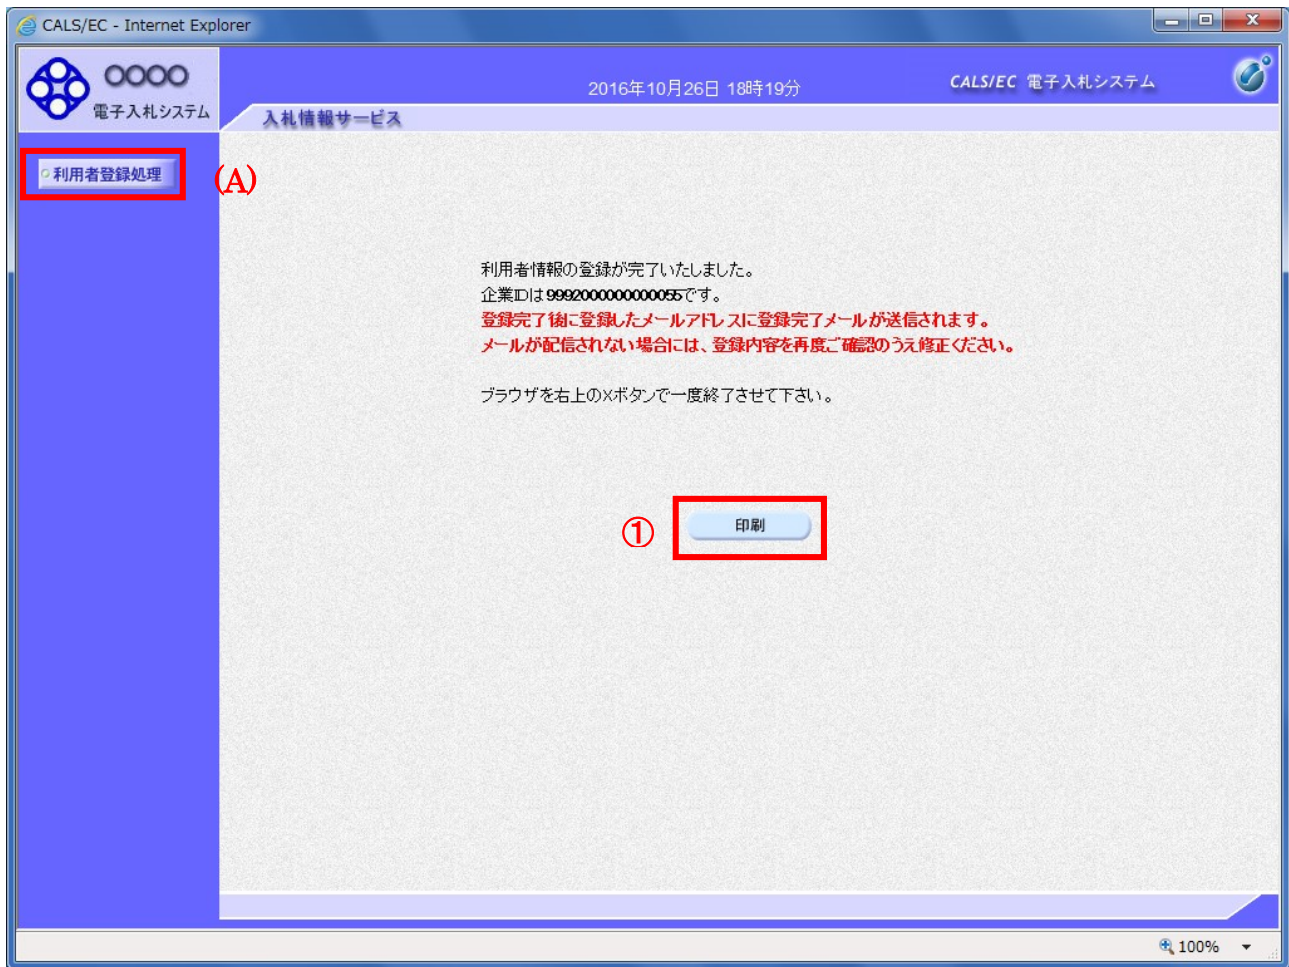 CALS/EC - Internet Explorer
〇〇〇〇
電子入札システム
2016年10月26日 18時19分
CALS/EC 電子入札システム
入札情報サービス
利用者登録処理
(A)
利用者情報の登録が完了いたしました。
企業IDは9992000000000055です。
登録完了後に登録したメールアドレスに登録完了メールが送信されます。
メールが配信されない場合には、登録内容を再度ご確認のうえ修正ください。
ブラウザを右上の×ボタンで一度終了させて下さい。
①
印刷
100%